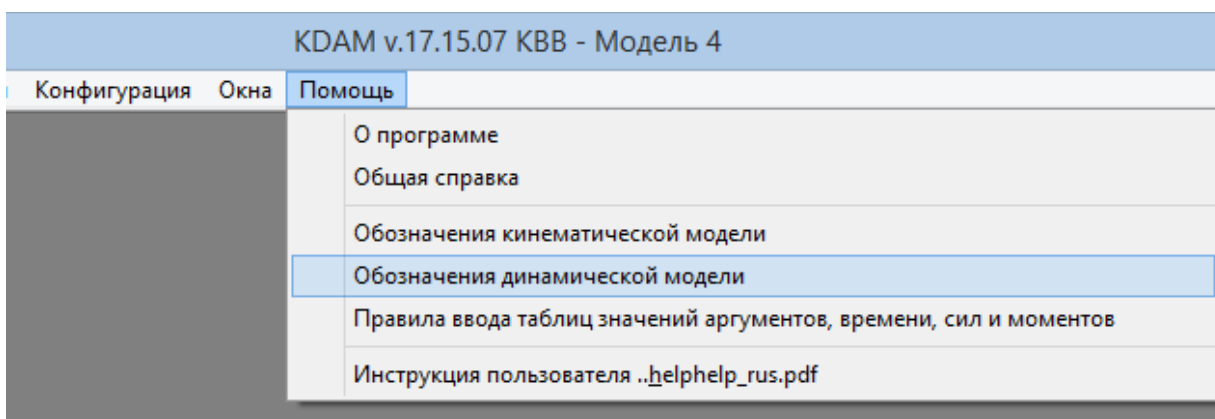 KDAM v.17.15.07 КВВ - Модель 4
Конфигурация Окна Помощь
О программе
Общая справка
Обозначения кинематической модели
Обозначения динамической модели
Правила ввода таблиц значений аргументов, времени, сил и моментов
Инструкция пользователя ..helphelp_rus.pdf